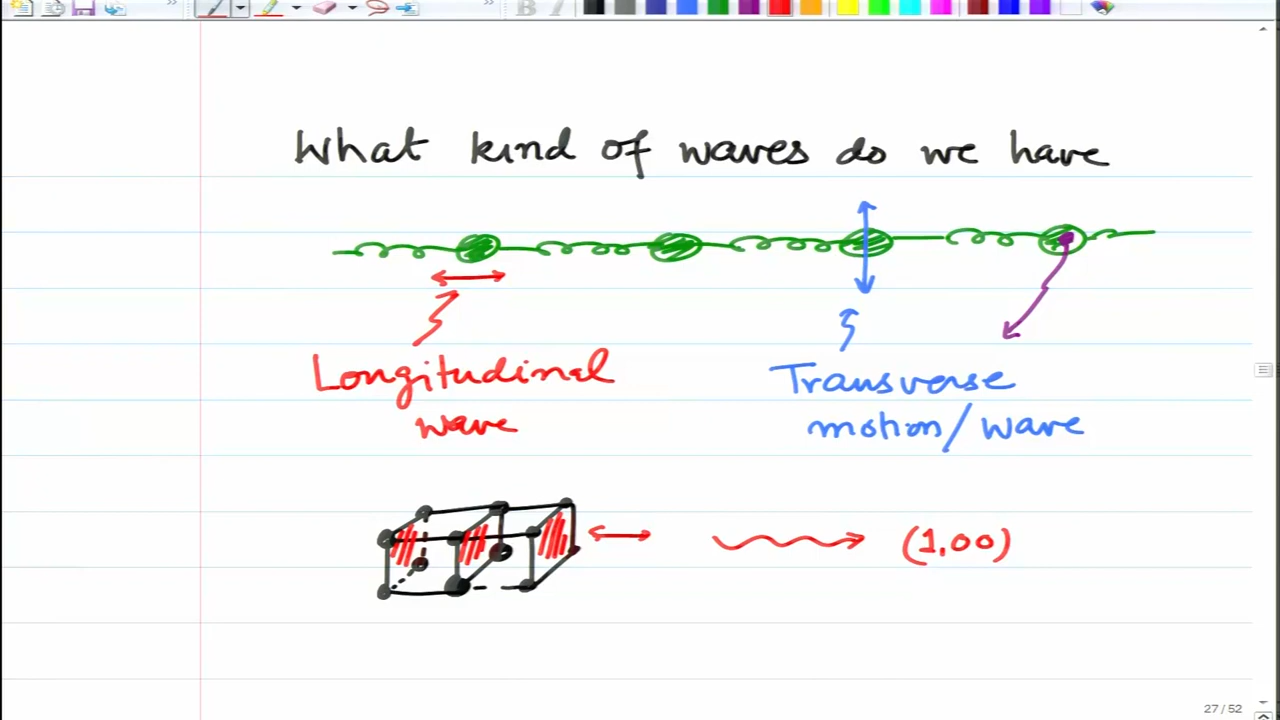 What kind of waves do we have
Longitudinal
wave
Transverse
motion/wave
(1,00)
27 / 52